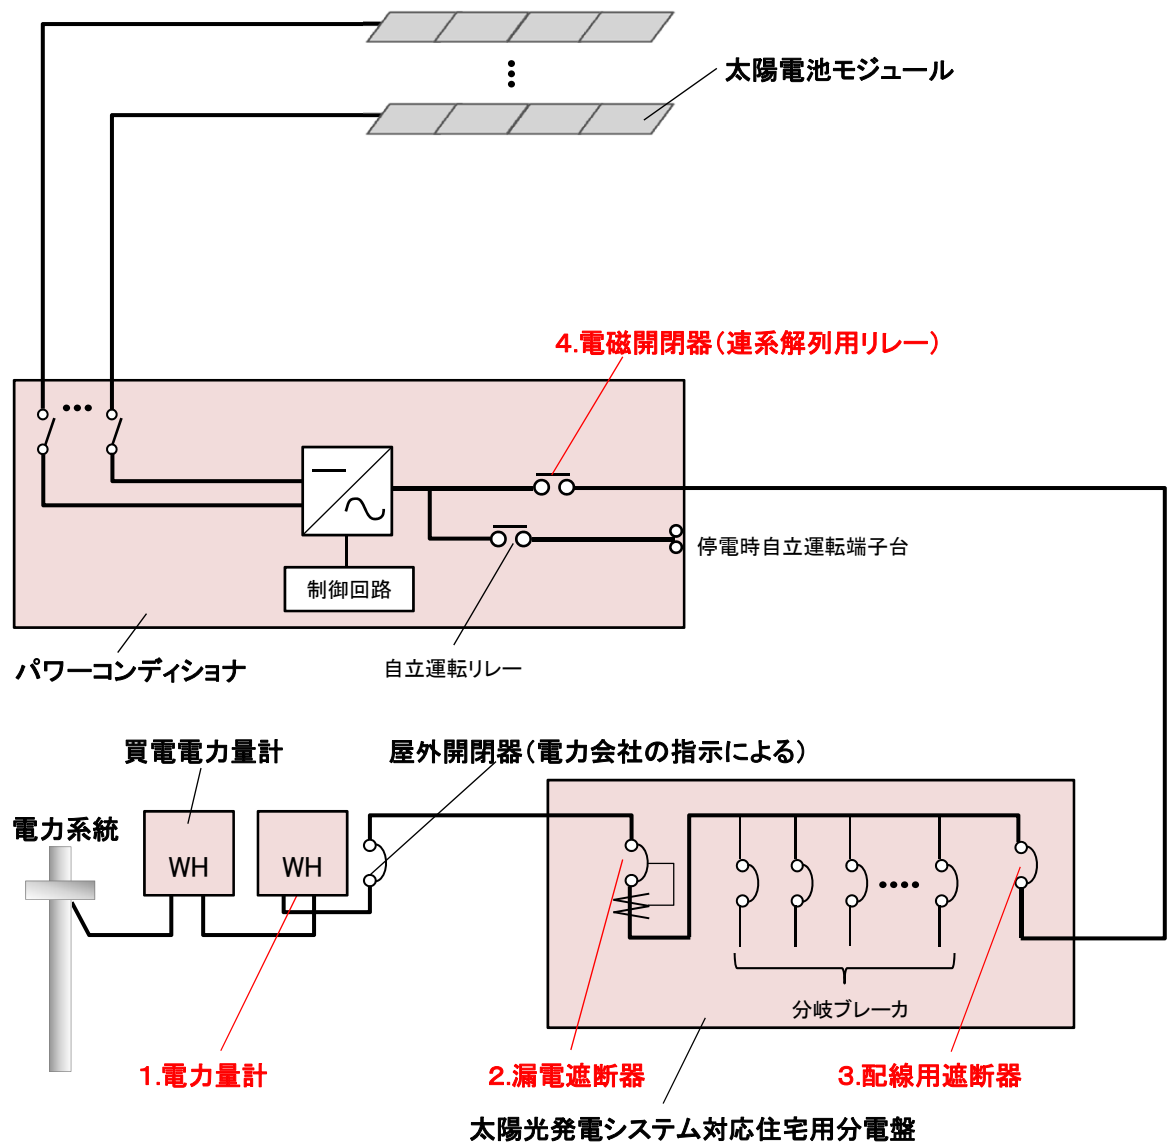 太陽電池モジュール
4.電磁開閉器（連系解列用リレー）
停電時自立運転端子台
制御回路
パワーコンディショナ
自立運転リレー
買電電力量計
屋外開閉器（電力会社の指示による）
電力系統
WH
WH
分岐ブレーカ
1.電力量計
2.漏電遮断器
3.配線用遮断器
太陽光発電システム対応住宅用分電盤